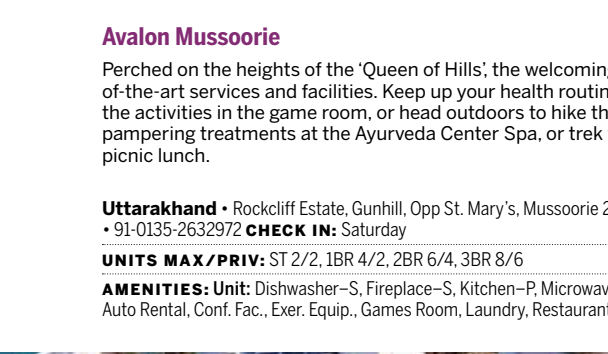 Avalon Mussoorie
Perched on the heights of the ‘Queen of Hills’, the welcoming
of-the-art services and facilities. Keep up your health routin
the activities in the game room, or head outdoors to hike th
pampering treatments at the Ayurveda Center Spa, or trek
picnic lunch.
Uttarakhand • Rockcliff Estate, Gunhill, Opp St. Mary’s, Mussoorie 2
• 91-0135-2632972 CHECK IN: Saturday
UNITS MAX/PRIV: ST 2/2, 1BR 4/2, 2BR 6/4, 3BR 8/6
AMENITIES: Unit: Dishwasher–S, Fireplace–S, Kitchen–P, Microwav
Auto Rental, Conf. Fac., Exer. Equip., Games Room, Laundry, Restaurant